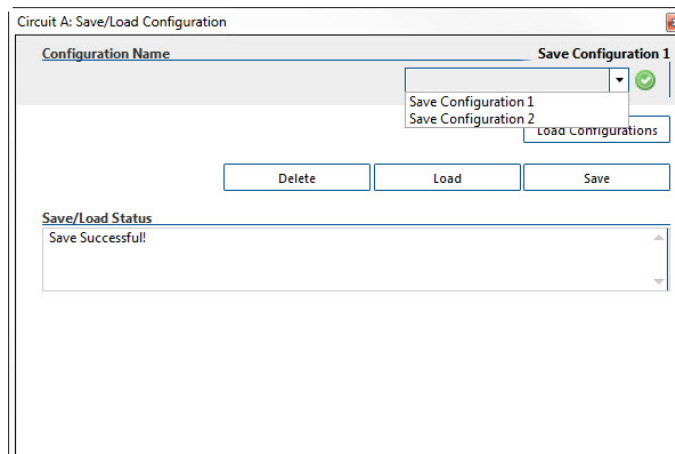 Circuit A: Save/Load Configuration
Configuration Name Save Configuration 1
Save Configuration 1
Save Configuration 2
Load Configurations
Delete Load Save
Save/Load Status
Save Successful!